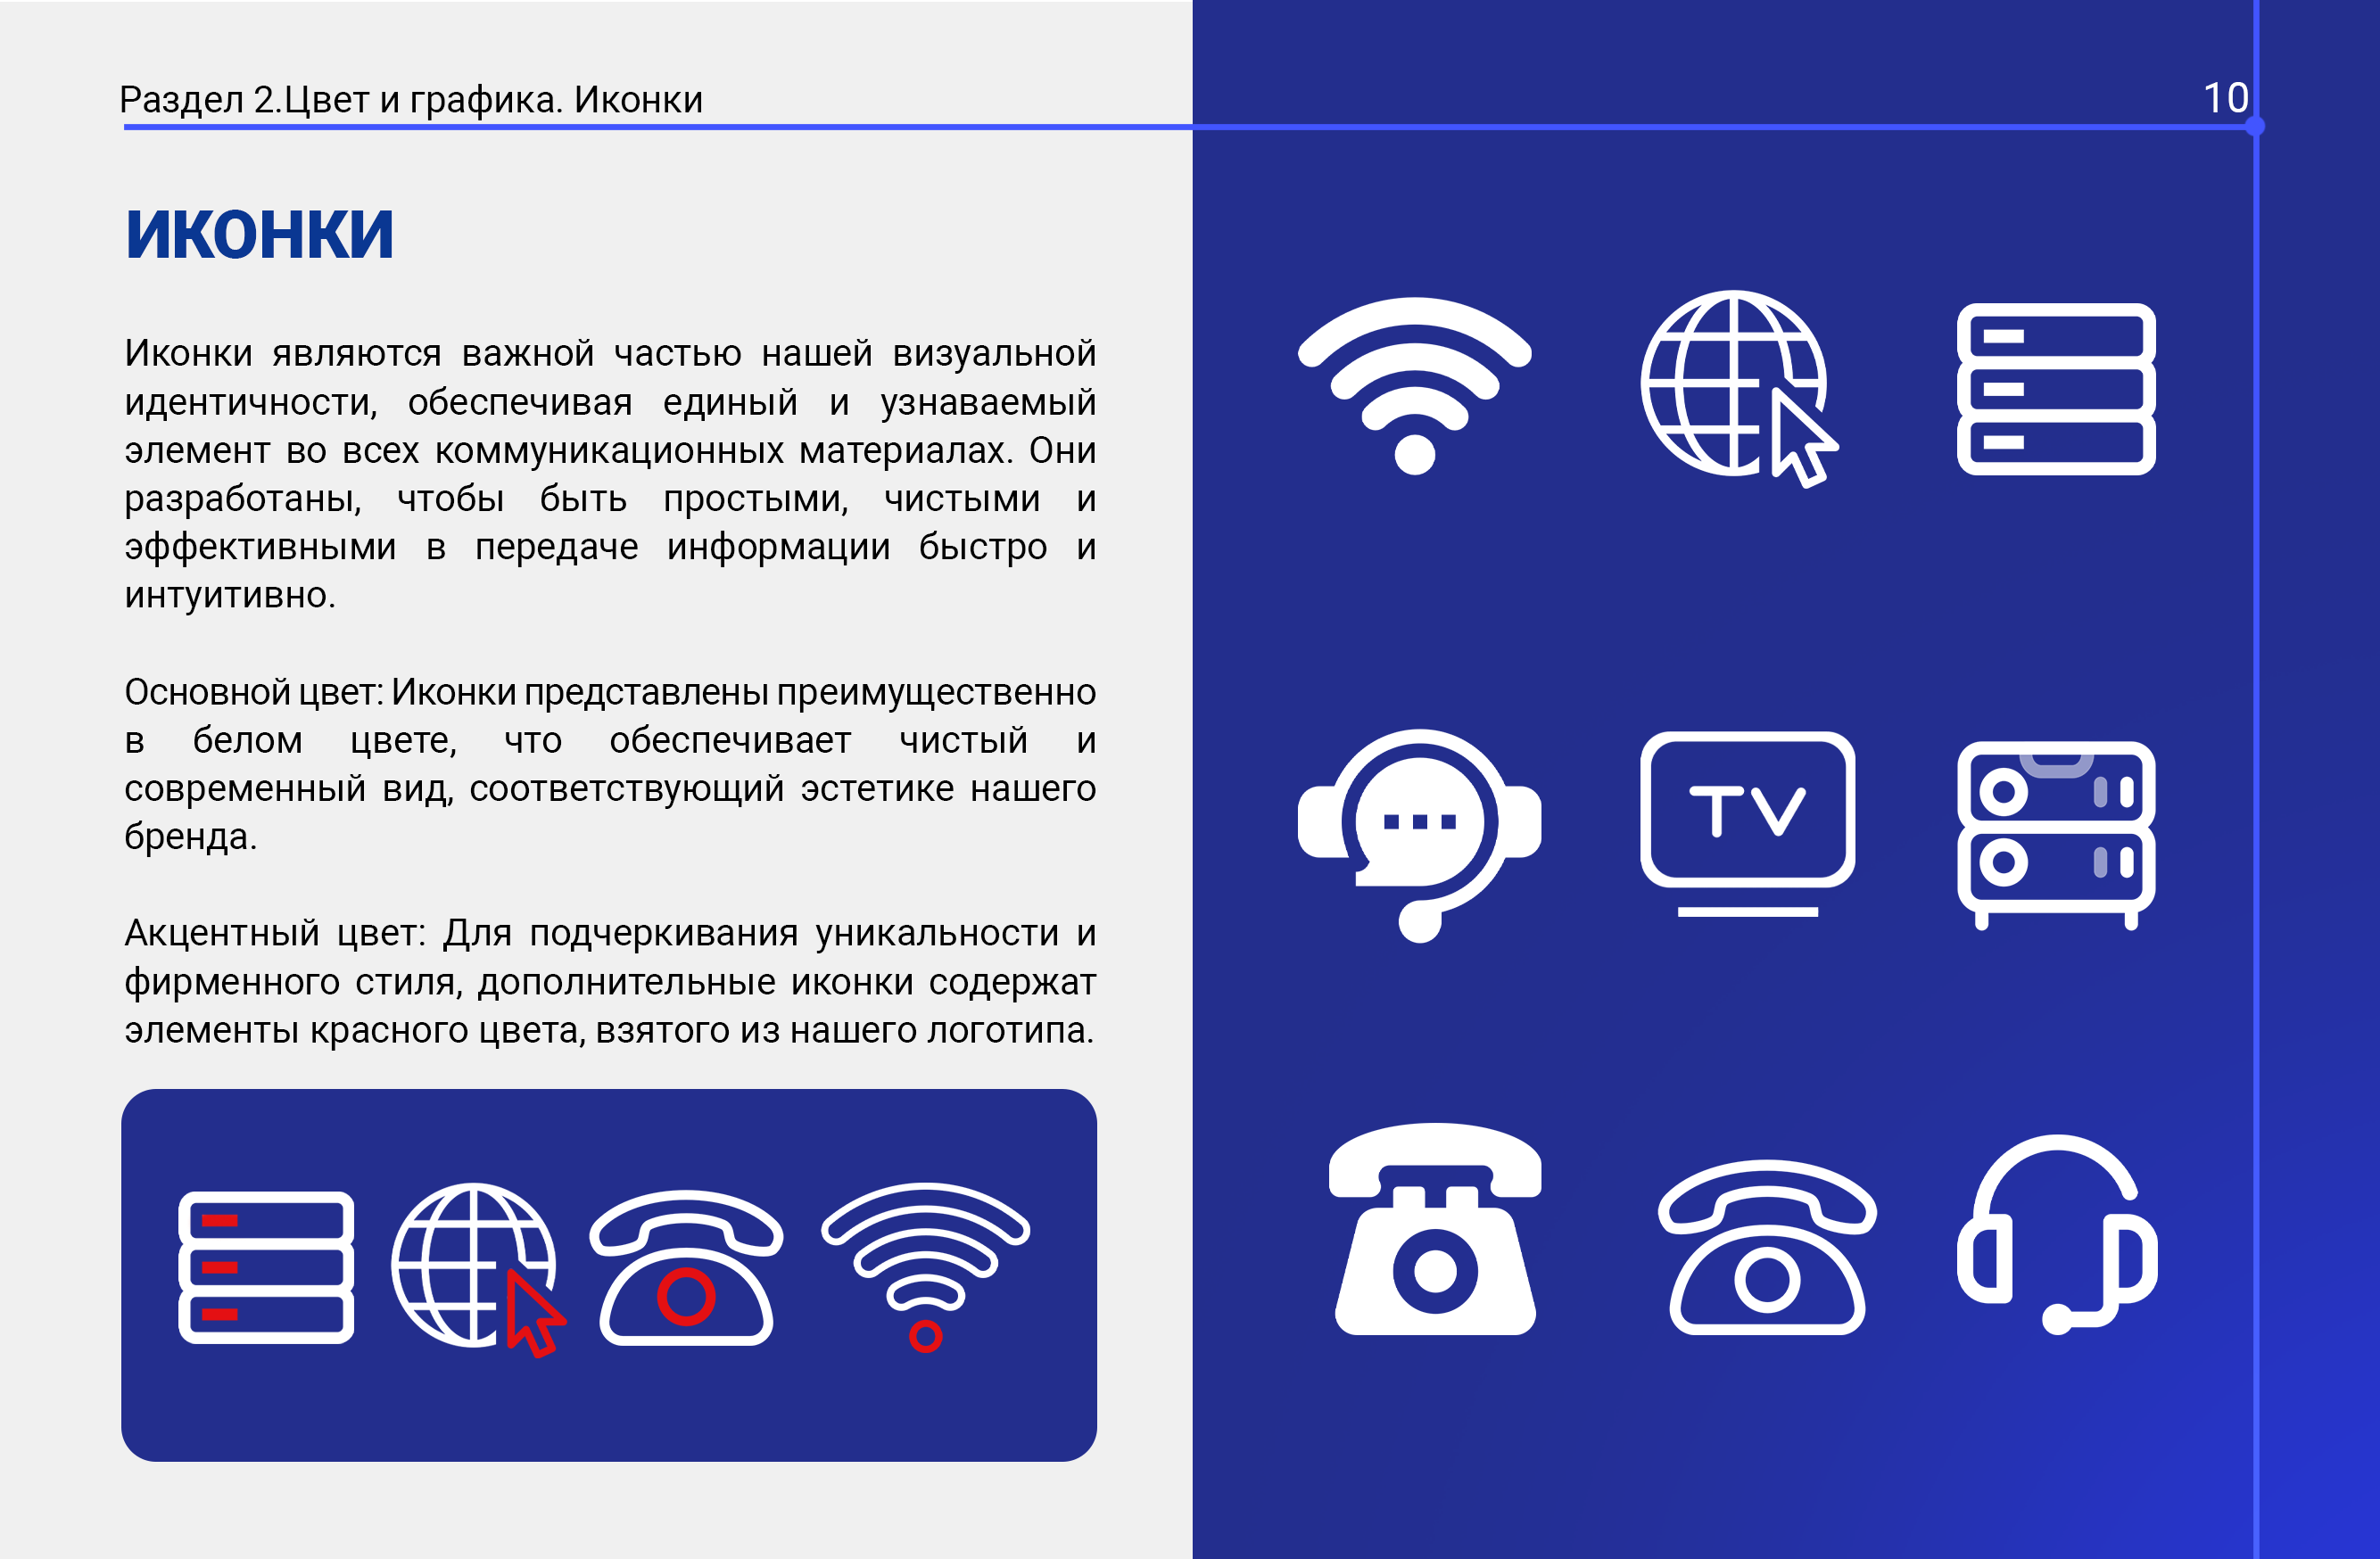 Раздел 2.Цвет и графика. Иконки
10
ИКОНКИ
Иконки являются важной частью нашей визуальной
идентичности, обеспечивая единый и узнаваемый
элемент во всех коммуникационных материалах. Они
разработаны, чтобы быть простыми, чистыми и
эффективными в передаче информации быстро и
интуитивно.
Основной цвет: Иконки представлены преимущественно
в белом цвете, что обеспечивает чистый и
современный вид, соответствующий эстетике нашего
бренда.
Акцентный цвет: Для подчеркивания уникальности и
фирменного стиля, дополнительные иконки содержат
элементы красного цвета, взятого из нашего логотипа.
TV